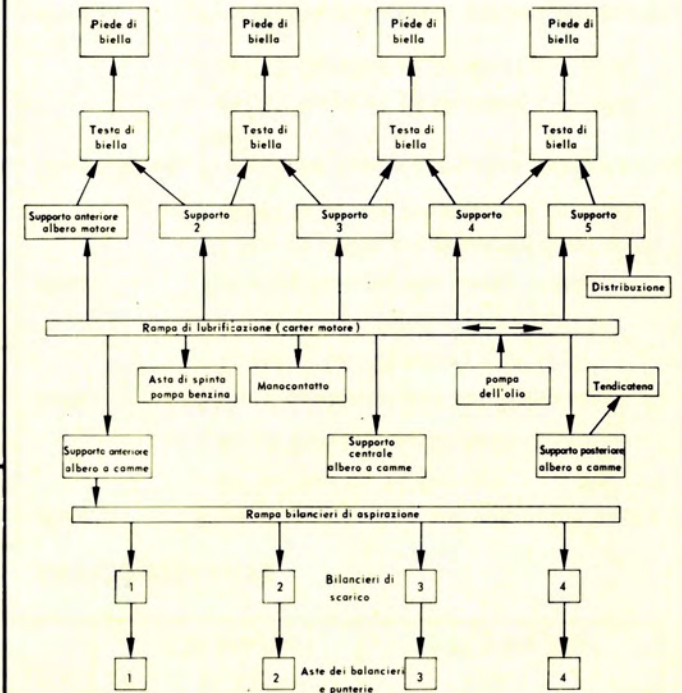 Piede di
biella
Piede di
biella
Piede di
biella
Piede di
biella
Testa di
biella
Testa di
biella
Testa di
biella
Testa di
biella
Supporto anteriore
albero motore
Supporto
2
Supporto
3
Supporto
4
Supporto
5
Distribuzione
Rampa di lubrificazione (carter motore)
Asta di spinta
pompa benzina
Manocontatto
pompa
dell'olio
Tendicatena
Supporto anteriore
albero a camme
Supporto
centrale
albero a camme
Supporto posteriore
albero a camme
Rampa bilancieri di aspirazione
1
2
Bilancieri di
scarico
3
4
1
2
Aste dei balancieri
e punterie
3
4